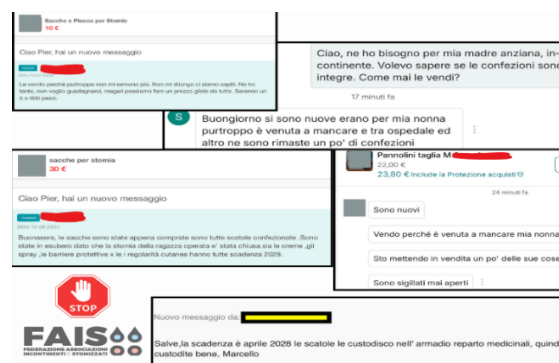 Sacche a Placca per Stomia
10 €
Ciao Pier, hai un nuovo messaggio
Le vendo perché purtroppo non mi servono più. Non mi dilungo ci siamo capiti. Ne ho
tante, non voglio guadagnarci, magari possiamo fare un prezzo globale da tutto. Saranno un
5 o 600 pezzi.
Ciao, ne ho bisogno per mia madre anziana, in-
continente. Volevo sapere se le confezioni sono
integre. Come mai le vendi?
17 minuti fa
S
Buongiorno si sono nuove erano per mia nonna
purtroppo è venuta a mancare e tra ospedale ed
altro ne sono rimaste un po' di confezioni
sacche per stomia
30 €
Ciao Pier, hai un nuovo messaggio
Buonasera, le sacche sono state appena comprate sono tutte scatole confezionate .Sono
state in esubero dato che la stomia della ragazza operata e' stata chiusa.sia le creme ,gli
spray ,le barriere protettive x le i regolarità cutanee hanno tutte scadenza 2029.
Pannolini taglia M
22,00 €
23,80 € Include la Protezione acquisti
24 minuti fa
Sono nuovi
Vendo perché è venuta a mancare mia nonna
Sto mettendo in vendita un po' delle sue cose
Sono sigillati mai aperti
STOP
FAIS
FEDERAZIONE ASSOCIAZIONI
INCONTINENTI E STOMIZZATI
Nuovo messaggio da:
Salve,la scadenza è aprile 2028 le scatole le custodisco nell' armadio reparto medicinali, quindi
custodite bene, Marcello